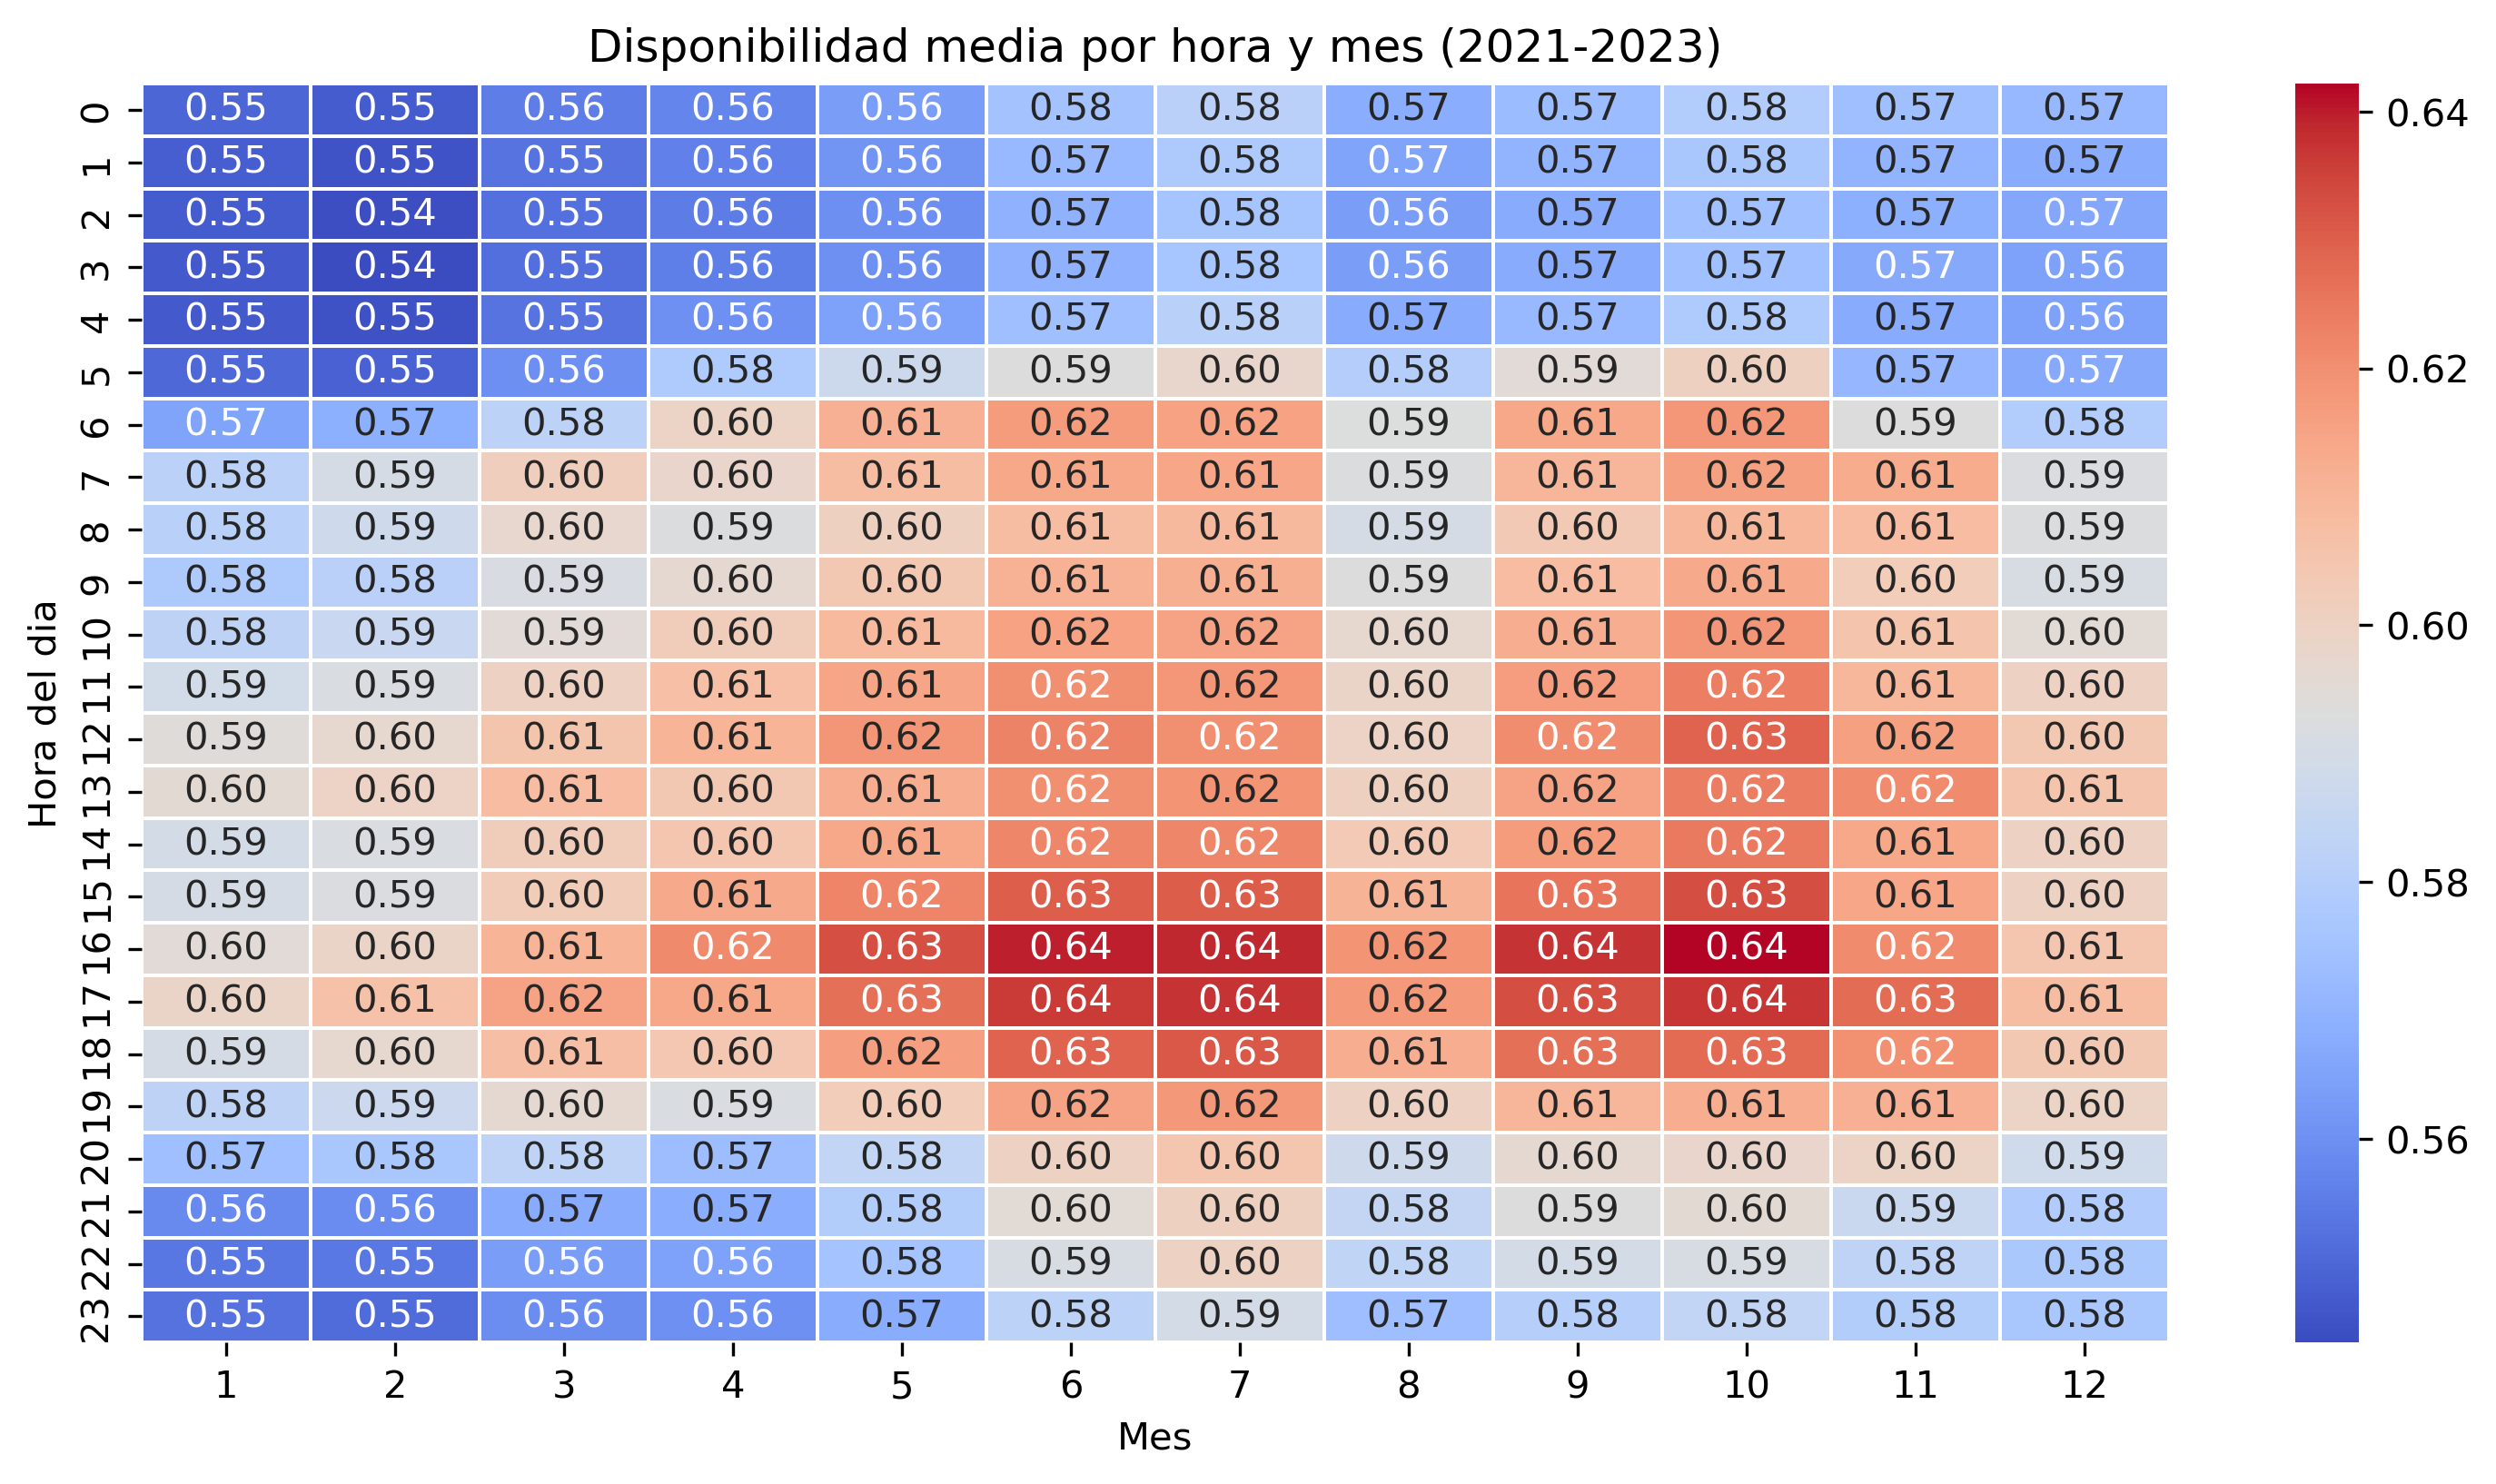 Disponibilidad media por hora y mes (2021-2023)
0 0.55 0.55 0.56 0.56 0.56 0.58 0.58 0.57 0.57 0.58 0.57 0.57
1 0.55 0.55 0.55 0.56 0.56 0.57 0.58 0.57 0.57 0.58 0.57 0.57
2 0.55 0.54 0.55 0.56 0.56 0.57 0.58 0.56 0.57 0.57 0.57 0.57
3 0.55 0.54 0.55 0.56 0.56 0.57 0.58 0.56 0.57 0.57 0.57 0.56
4 0.55 0.55 0.55 0.56 0.56 0.57 0.58 0.57 0.57 0.58 0.57 0.56
5 0.55 0.55 0.56 0.58 0.59 0.59 0.60 0.58 0.59 0.60 0.57 0.57
6 0.57 0.57 0.58 0.60 0.61 0.62 0.62 0.59 0.61 0.62 0.59 0.58
7 0.58 0.59 0.60 0.60 0.61 0.61 0.61 0.59 0.61 0.62 0.61 0.59
8 0.58 0.59 0.60 0.59 0.60 0.61 0.61 0.59 0.60 0.61 0.61 0.59
9 0.58 0.58 0.59 0.60 0.60 0.61 0.61 0.59 0.61 0.61 0.60 0.59
10 0.58 0.59 0.59 0.60 0.61 0.62 0.62 0.60 0.61 0.62 0.61 0.60
11 0.59 0.59 0.60 0.61 0.61 0.62 0.62 0.60 0.62 0.62 0.61 0.60
12 0.59 0.60 0.61 0.61 0.62 0.62 0.62 0.60 0.62 0.63 0.62 0.60
13 0.60 0.60 0.61 0.60 0.61 0.62 0.62 0.60 0.62 0.62 0.62 0.61
14 0.59 0.59 0.60 0.60 0.61 0.62 0.62 0.60 0.62 0.62 0.61 0.60
15 0.59 0.59 0.60 0.61 0.62 0.63 0.63 0.61 0.63 0.63 0.61 0.60
16 0.60 0.60 0.61 0.62 0.63 0.64 0.64 0.62 0.64 0.64 0.62 0.61
17 0.60 0.61 0.62 0.61 0.63 0.64 0.64 0.62 0.63 0.64 0.63 0.61
18 0.59 0.60 0.61 0.60 0.62 0.63 0.63 0.61 0.63 0.63 0.62 0.60
19 0.58 0.59 0.60 0.59 0.60 0.62 0.62 0.60 0.61 0.61 0.61 0.60
20 0.57 0.58 0.58 0.57 0.58 0.60 0.60 0.59 0.60 0.60 0.60 0.59
21 0.56 0.56 0.57 0.57 0.58 0.60 0.60 0.58 0.59 0.60 0.59 0.58
22 0.55 0.55 0.56 0.56 0.58 0.59 0.60 0.58 0.59 0.59 0.58 0.58
23 0.55 0.55 0.56 0.56 0.57 0.58 0.59 0.57 0.58 0.58 0.58 0.58
1 2 3 4 5 6 7 8 9 10 11 12
Mes
Hora del dia
0.64
0.62
0.60
0.58
0.56